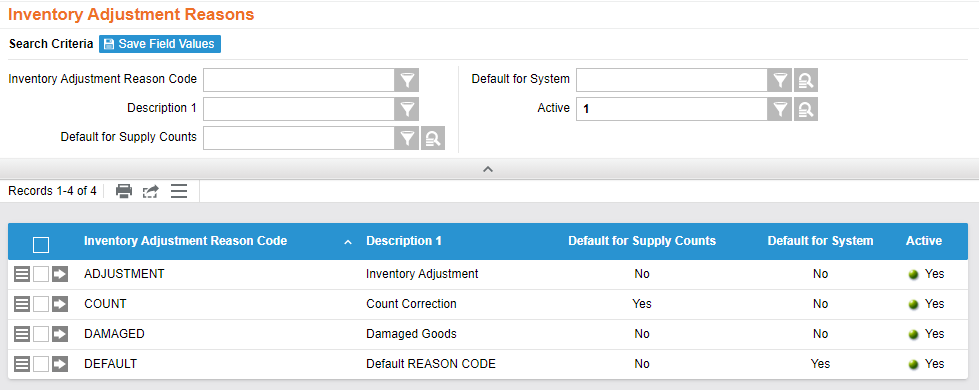 Inventory Adjustment Reasons
Search Criteria Save Field Values
Inventory Adjustment Reason Code
Default for System
Description 1
Active 1
Default for Supply Counts
Records 1-4 of 4
Inventory Adjustment Reason Code Description 1 Default for Supply Counts Default for System Active
ADJUSTMENT Inventory Adjustment No No Yes
COUNT Count Correction Yes No Yes
DAMAGED Damaged Goods No No Yes
DEFAULT Default REASON CODE No Yes Yes